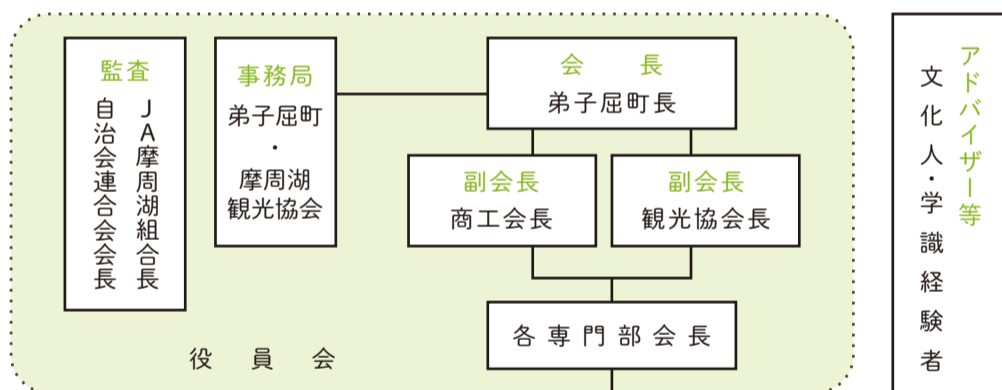 監査
JA摩周湖組合長
自治会連合会会長
事務局
弟子屈町
・
摩周湖
観光協会
会長
弟子屈町長
副会長
商工会長
副会長
観光協会長
各専門部会長
役員会
アドバイザー等
文化人・学識経験者